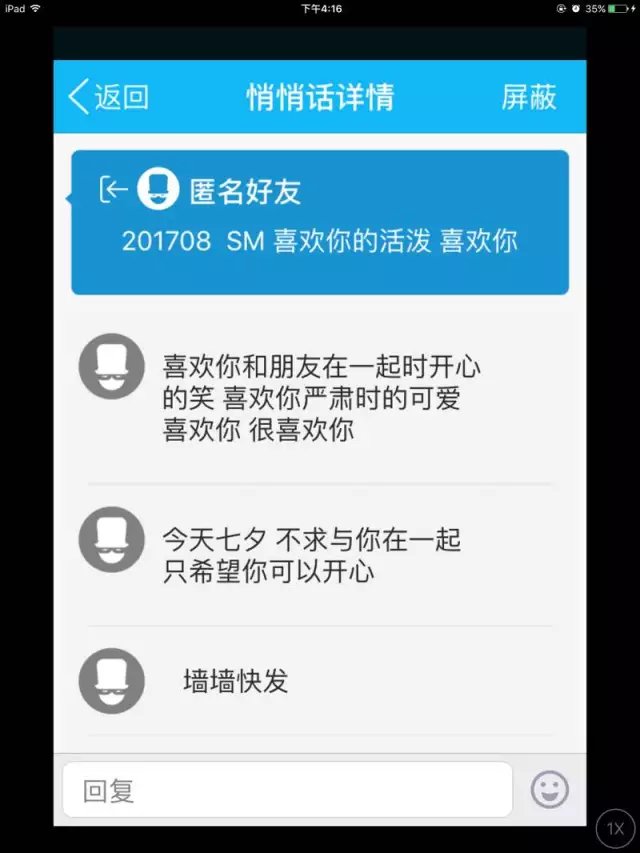 iPad 下午4:16 35%
返回 悄悄话详情 屏蔽
匿名好友
201708 SM 喜欢你的活泼 喜欢你
喜欢你和朋友在一起时开心
的笑 喜欢你严肃时的可爱
喜欢你 很喜欢你
今天七夕 不求与你在一起
只希望你可以开心
墙墙快发
回复
1X